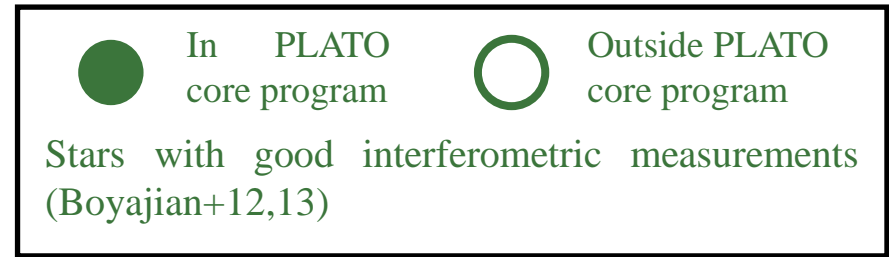 In PLATO core program
Outside PLATO core program
Stars with good interferometric measurements
(Boyajian+12,13)